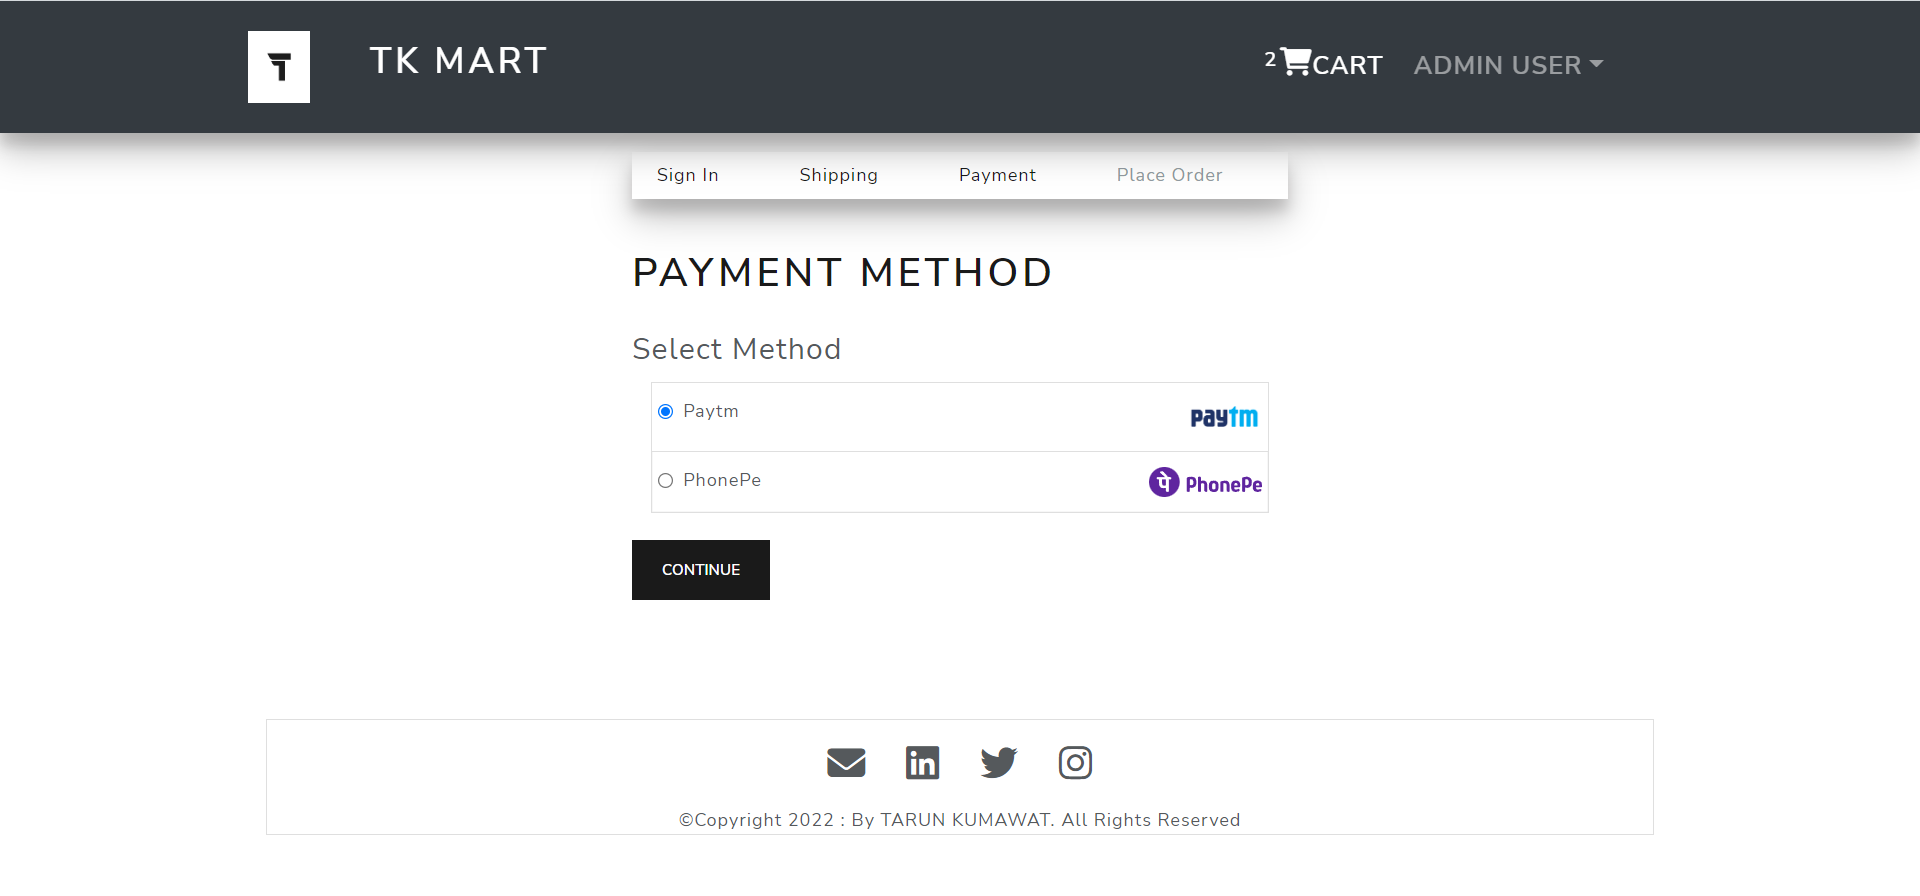 TK MART
2 CART
ADMIN USER
Sign In
Shipping
Payment
Place Order
PAYMENT METHOD
Select Method
Paytm
paytm
PhonePe
पे PhonePe
CONTINUE
©Copyright 2022 : By TARUN KUMAWAT. All Rights Reserved